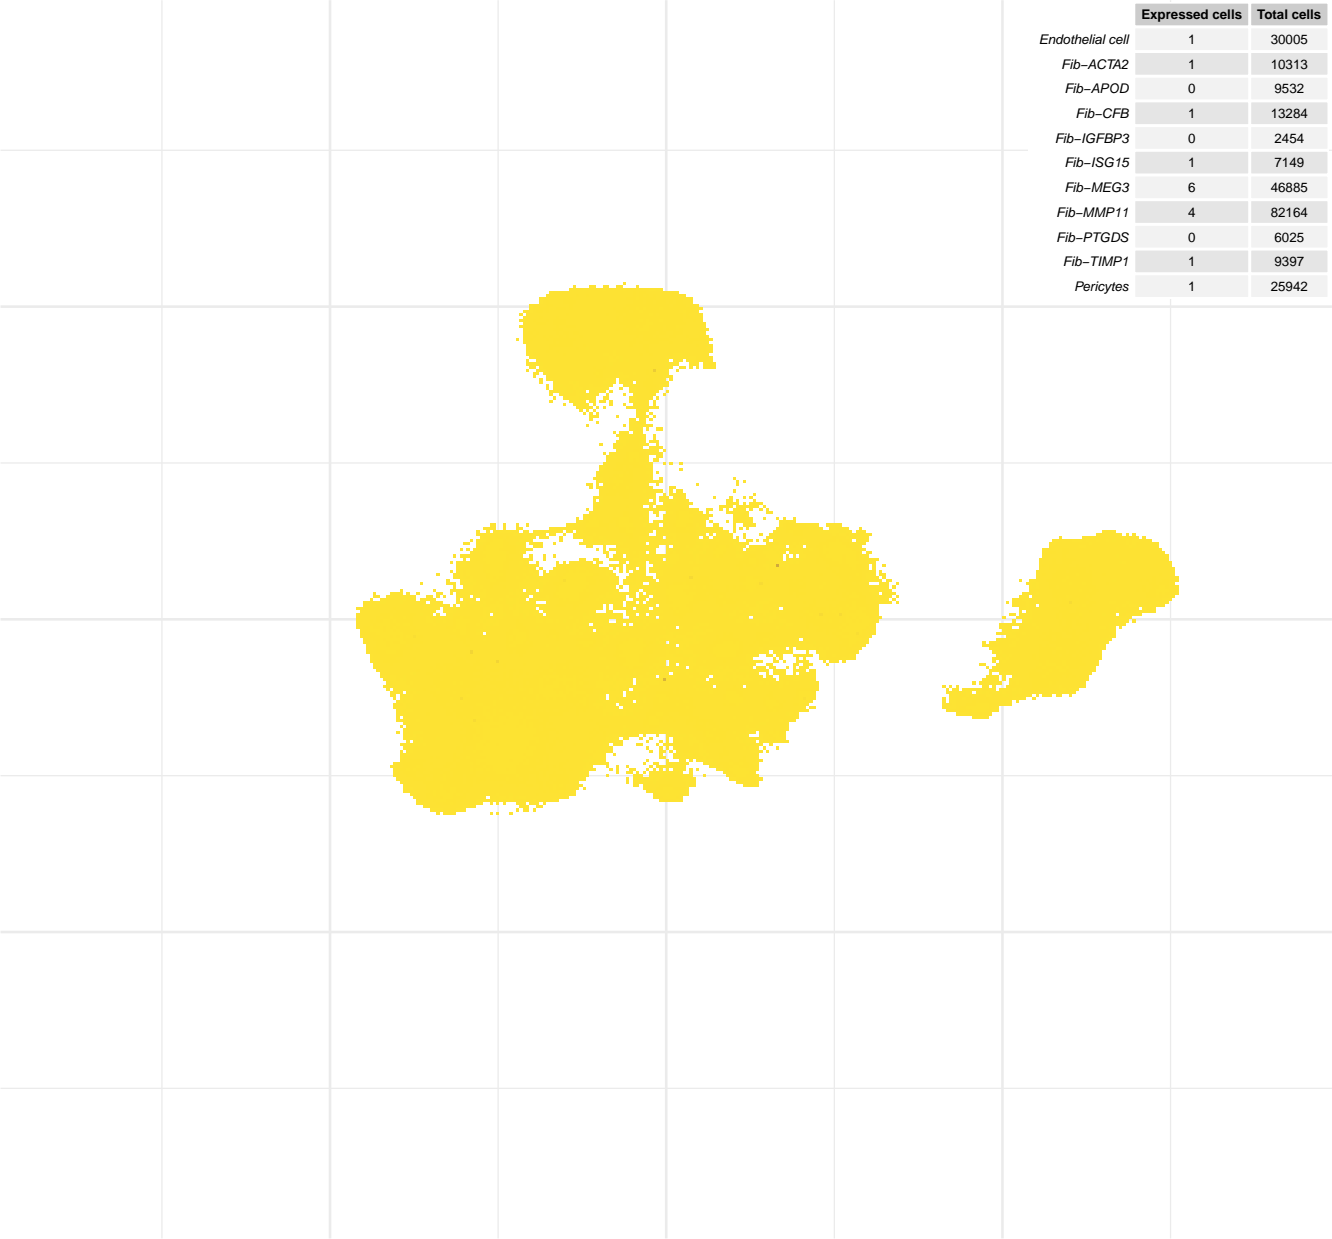 Expressed cells Total cells
Endothelial cell 1 30005
Fib−ACTA2 1 10313
Fib−APOD 0 9532
Fib−CFB 1 13284
Fib−IGFBP3 0 2454
Fib−ISG15 1 7149
Fib−MEG3 6 46885
Fib−MMP11 4 82164
Fib−PTGDS 0 6025
Fib−TIMP1 1 9397
Pericytes 1 25942